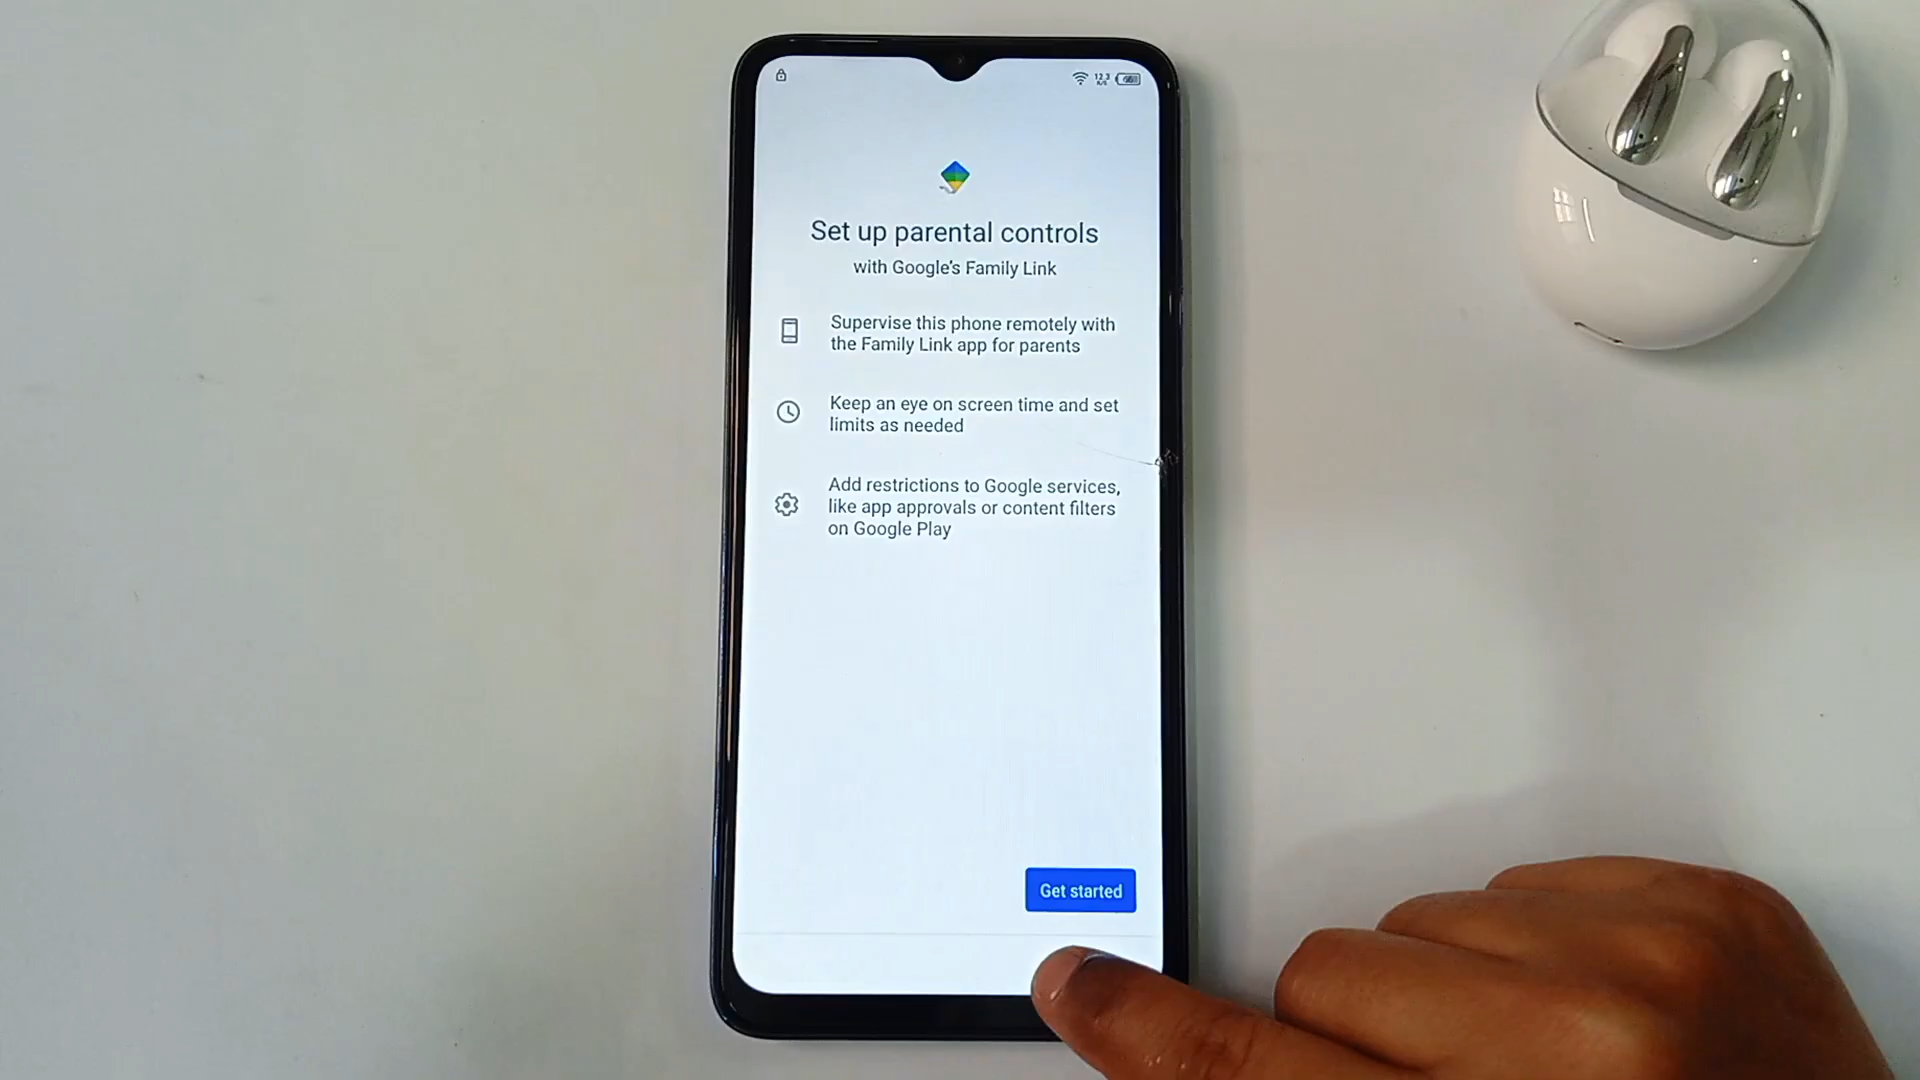 12.3
K/S
Set up parental controls
with Google's Family Link
Supervise this phone remotely with
the Family Link app for parents
Keep an eye on screen time and set
limits as needed
Add restrictions to Google services,
like app approvals or content filters
on Google Play
Get started